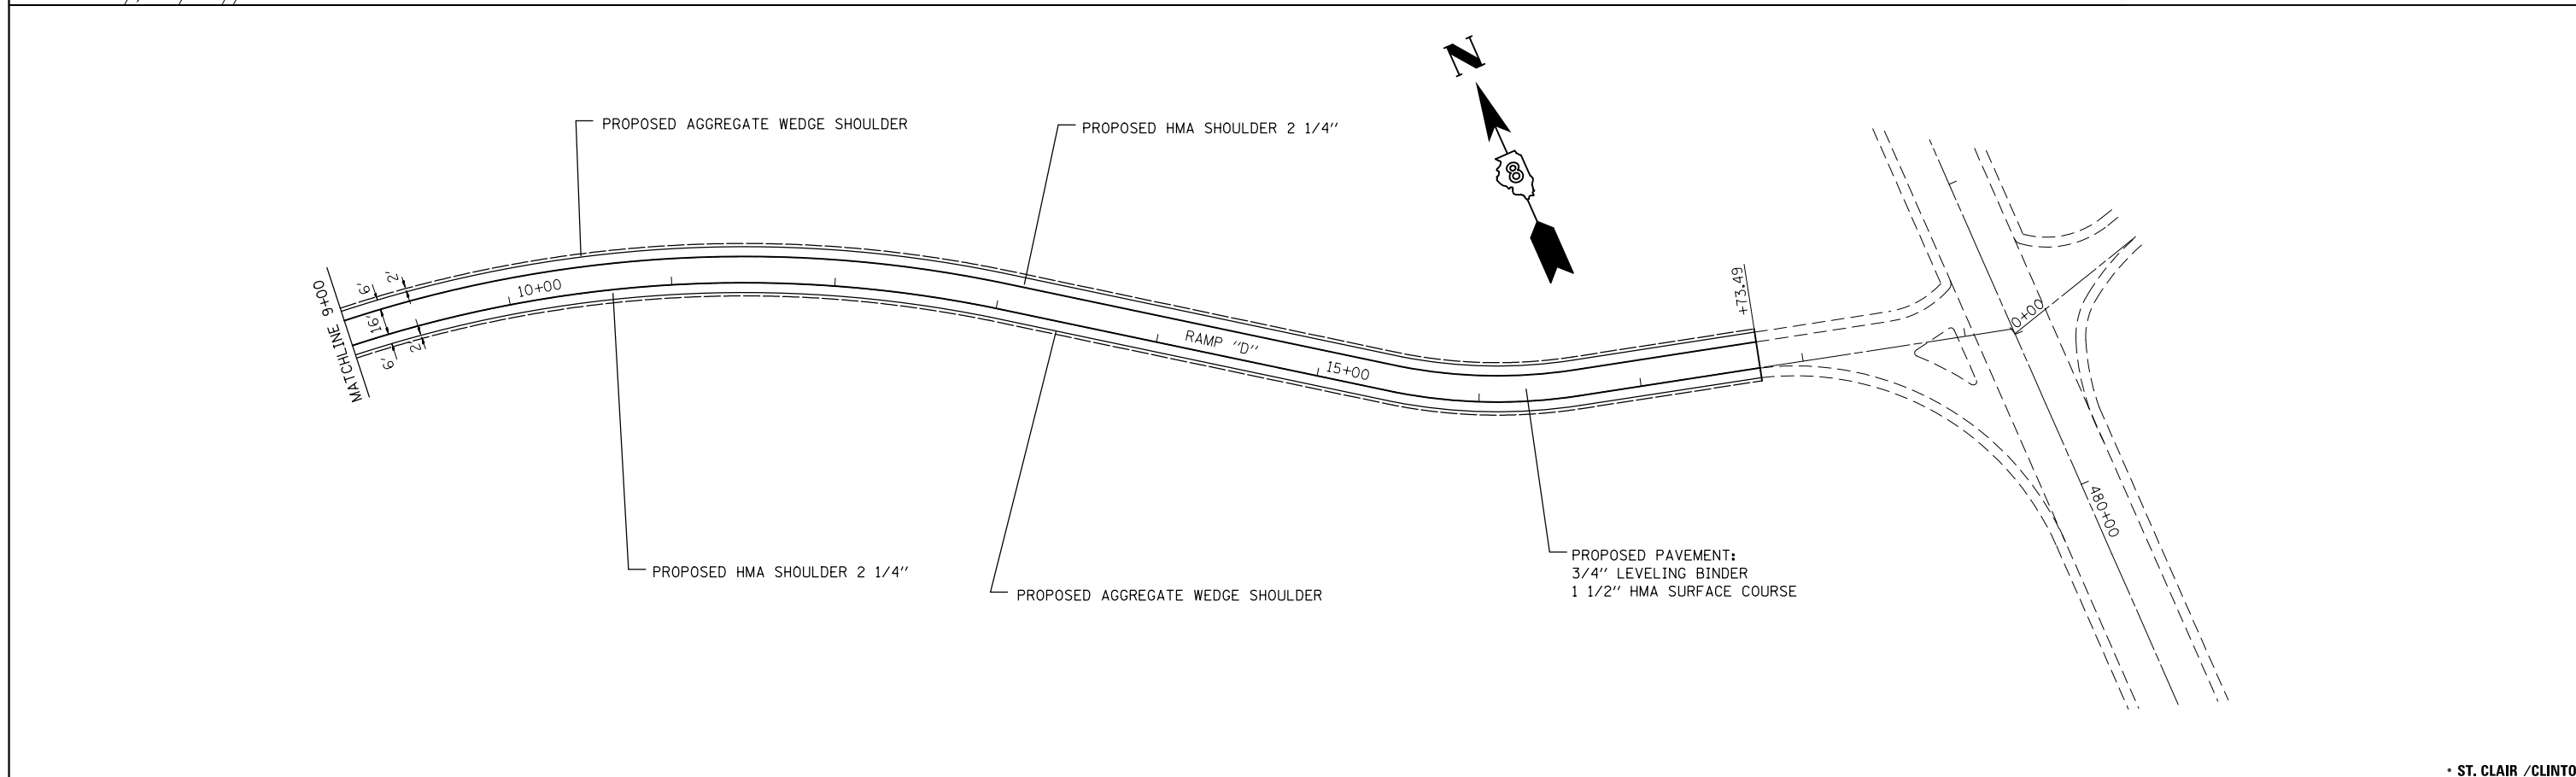 N
8
PROPOSED AGGREGATE WEDGE SHOULDER
PROPOSED HMA SHOULDER 2 1/4"
MATCHLINE 9+00
6'
2'
16'
6'
2'
10+00
RAMP "D"
15+00
+73.49
0+00
480+00
PROPOSED HMA SHOULDER 2 1/4"
PROPOSED AGGREGATE WEDGE SHOULDER
PROPOSED PAVEMENT:
3/4" LEVELING BINDER
1 1/2" HMA SURFACE COURSE
• ST. CLAIR /CLINTO